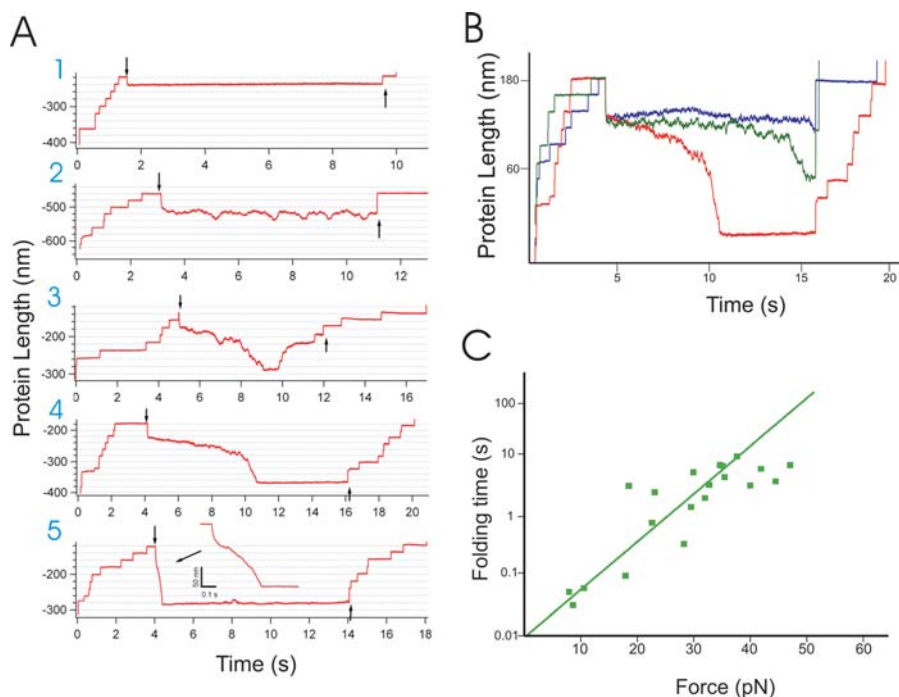 A
Protein Length (nm)
1
-300
-400
0 2 4 6 8 10
2
-500
-600
0 2 4 6 8 10 12
3
-200
-300
0 2 4 6 8 10 12 14 16
4
-200
-300
-400
0 2 4 6 8 10 12 14 16 18 20
5
50 nm
0.1 s
-200
-300
0 2 4 6 8 10 12 14 16 18
Time (s)
B
Protein Length (nm)
180
60
5 10 15 20
Time (s)
C
Folding time (s)
100
10
1
0.1
0.01
10 20 30 40 50 60
Force (pN)